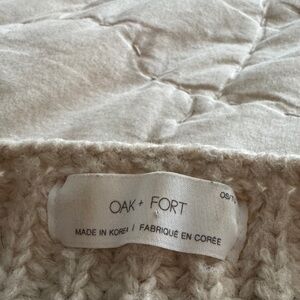 OAK + FORT
MADE IN KOREA / FABRIQUÉ EN CORÉE